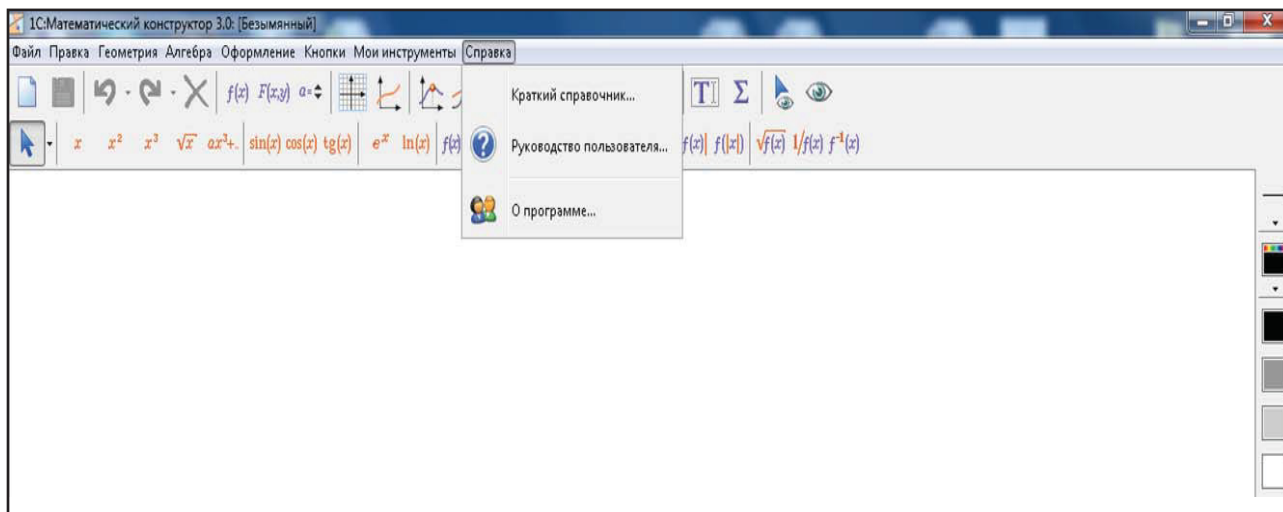 1С:Математический конструктор 3.0: [Безымянный]
Файл Правка Геометрия Алгебра Оформление Кнопки Мои инструменты Справка
f(x) F(x,y) a= T Σ
x x² x³ √x ax³+.. sin(x) cos(x) tg(x) eˣ ln(x) f(x) f(x)| f(|x|) √f(x) 1/f(x) f⁻¹(x)
Краткий справочник...
Руководство пользователя...
О программе...